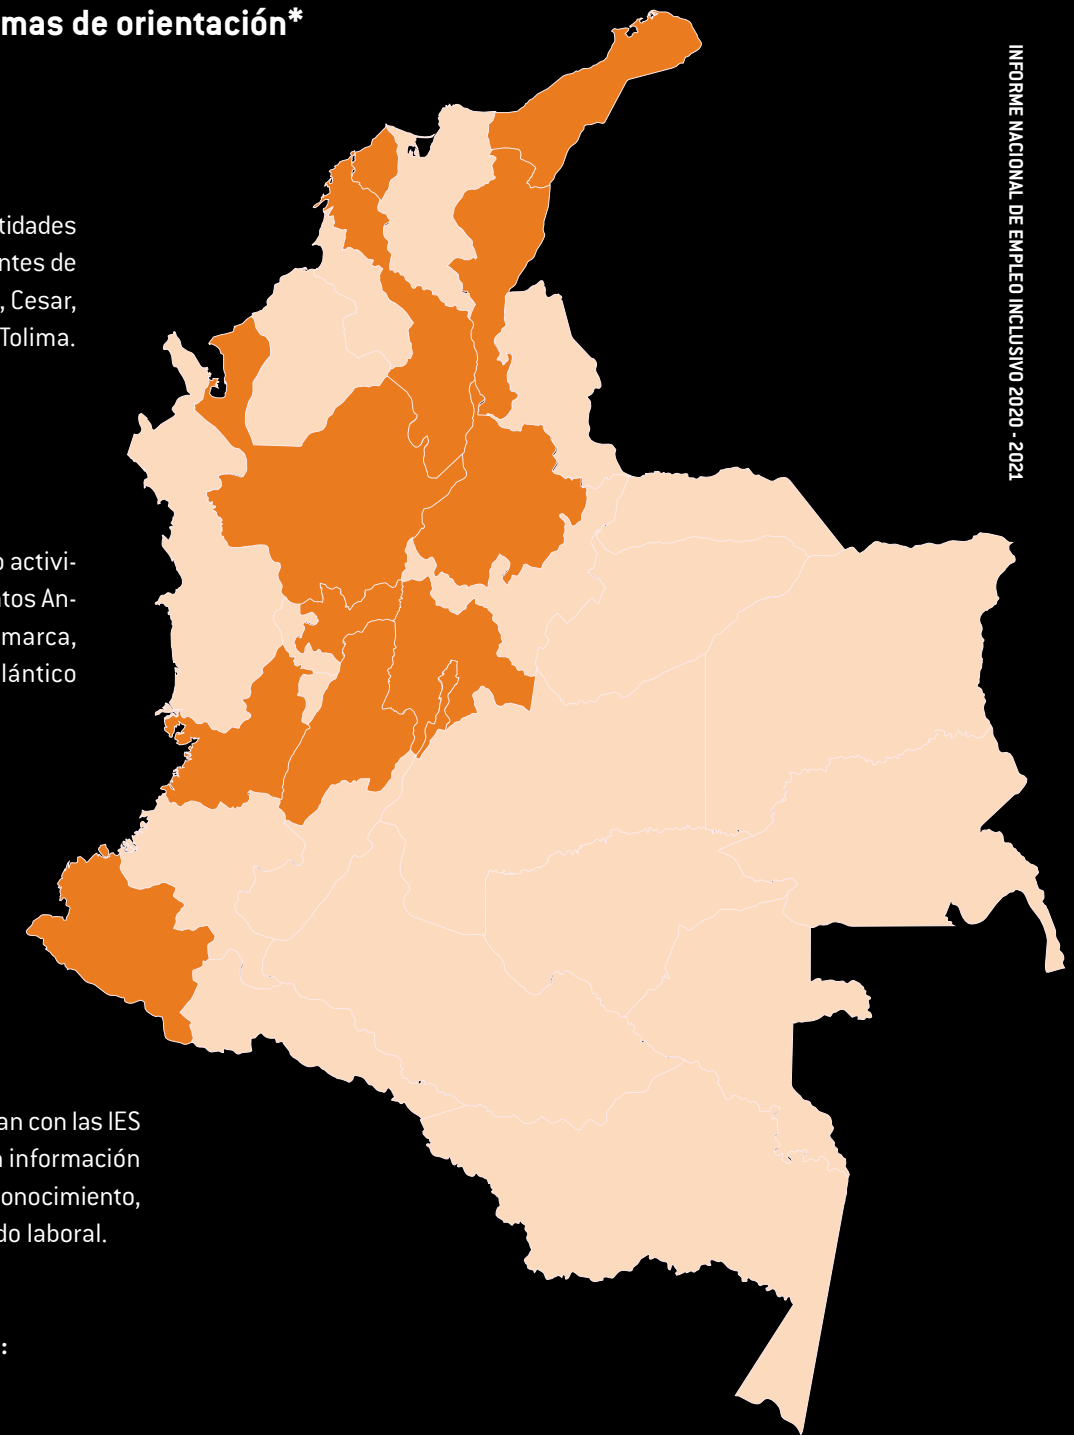 mas de orientación*
INFORME NACIONAL DE EMPLEO INCLUSIVO 2020 - 2021
tidades
ntes de
, Cesar,
Tolima.
o activi-
tos An-
marca,
lántico
an con las IES
n información
onocimiento,
do laboral.
: